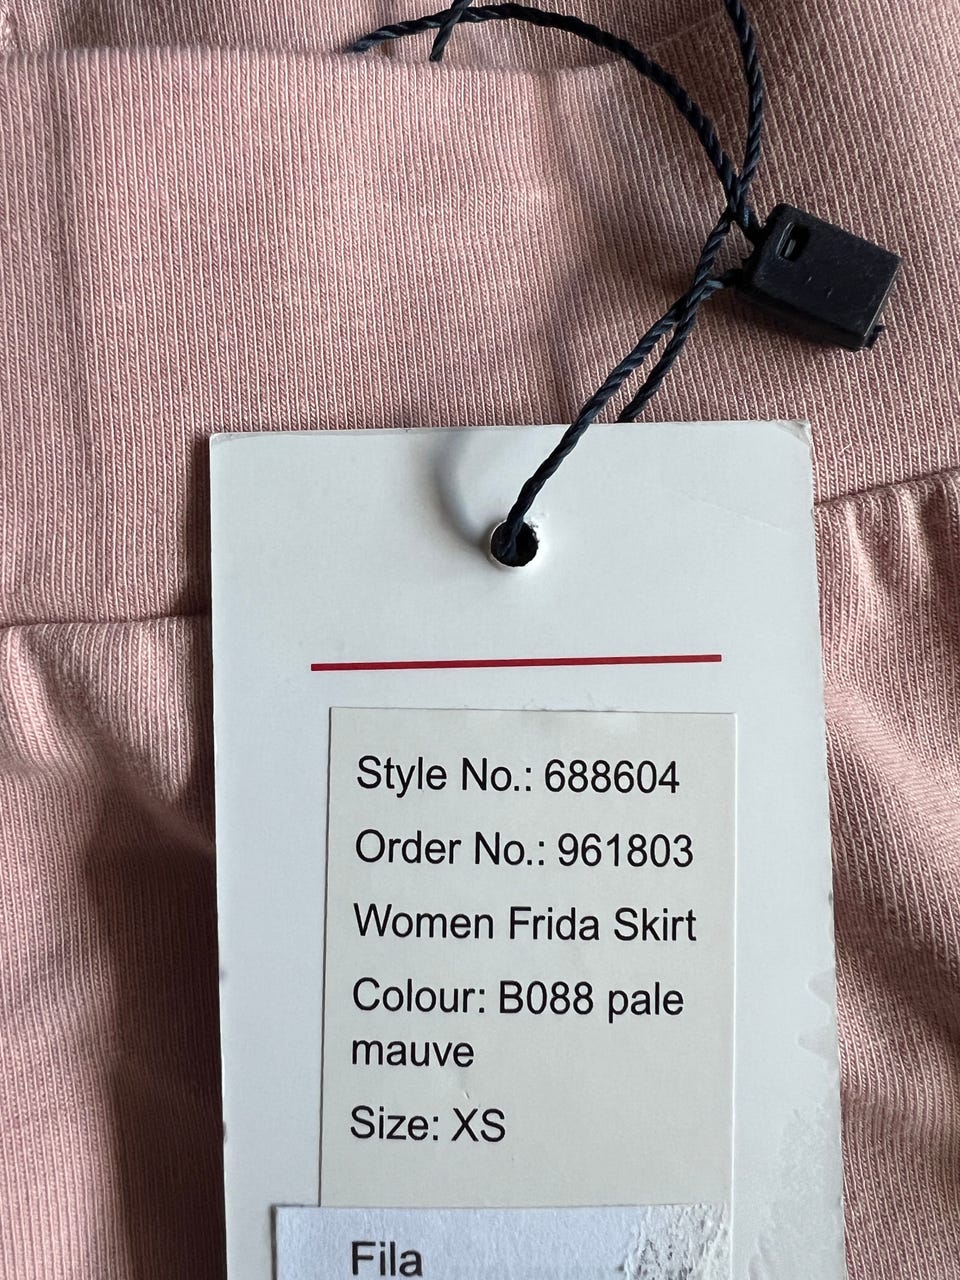 Style No.: 688604
Order No.: 961803
Women Frida Skirt
Colour: B088 pale
mauve
Size: XS
Fila